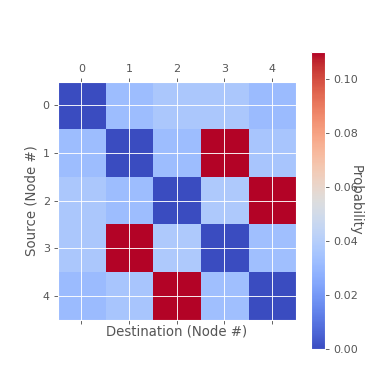 0 1 2 3 4
0
1
2
3
4
Source (Node #)
Destination (Node #)
0.10
0.08
0.06
0.04
0.02
0.00
Probability